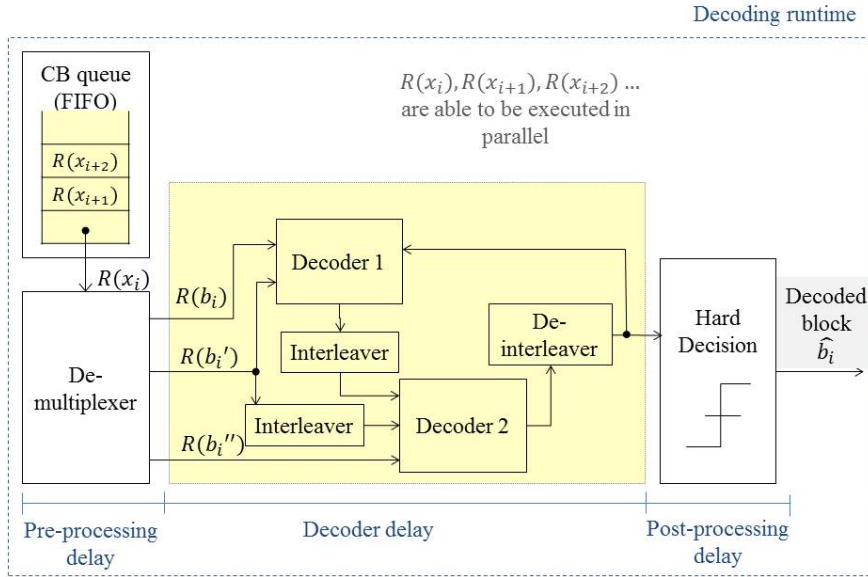 Decoding runtime
CB queue
(FIFO)
R(x_{i+2})
R(x_{i+1})
R(x_i), R(x_{i+1}), R(x_{i+2}) ...
are able to be executed in
parallel
R(x_i)
De-
multiplexer
R(b_i)
R(b_i')
R(b_i'')
Decoder 1
Interleaver
Interleaver
Decoder 2
De-
interleaver
Hard
Decision
Decoded
block
\hat{b_i}
Pre-processing
delay
Decoder delay
Post-processing
delay